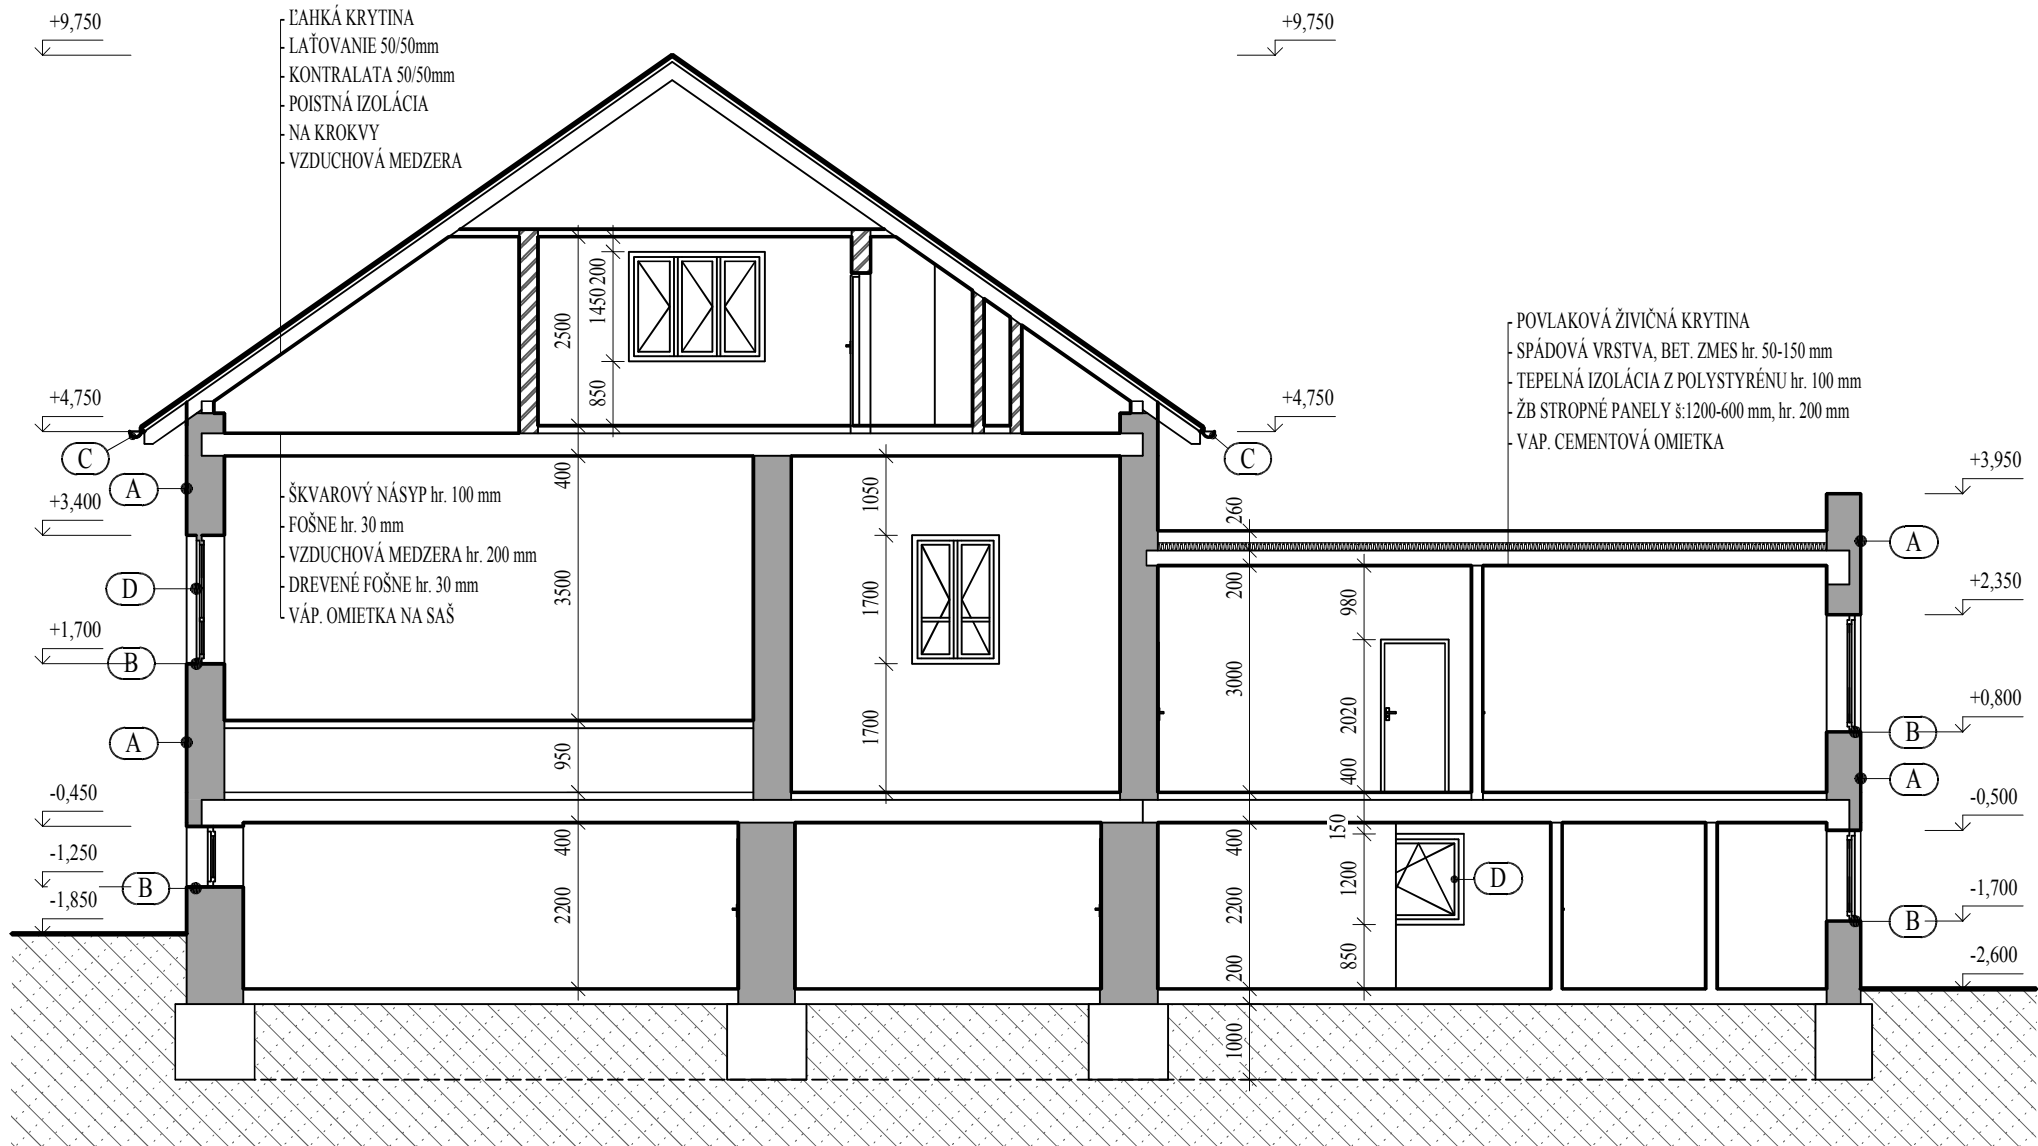 +9,750
ĽAHKÁ KRYTINA
LAŤOVANIE 50/50mm
KONTRALATA 50/50mm
POISTNÁ IZOLÁCIA
NA KROKVY
VZDUCHOVÁ MEDZERA
+9,750
200
1450
850
2500
+4,750
C
A
+3,400
D
+1,700
B
A
-0,450
-1,250
B
-1,850
ŠKVAROVÝ NÁSYP hr. 100 mm
FOŠNE hr. 30 mm
VZDUCHOVÁ MEDZERA hr. 200 mm
DREVENÉ FOŠNE hr. 30 mm
VÁP. OMIETKA NA SAŠ
400
3500
950
400
2200
1050
1700
1700
+4,750
C
POVLAKOVÁ ŽIVIČNÁ KRYTINA
SPÁDOVÁ VRSTVA, BET. ZMES hr. 50-150 mm
TEPELNÁ IZOLÁCIA Z POLYSTYRÉNU hr. 100 mm
ŽB STROPNÉ PANELY š:1200-600 mm, hr. 200 mm
VAP. CEMENTOVÁ OMIETKA
260
200
3000
400
2200
200
1000
980
2020
400
150
1200
850
D
+3,950
A
+2,350
+0,800
B
A
-0,500
-1,700
B
-2,600